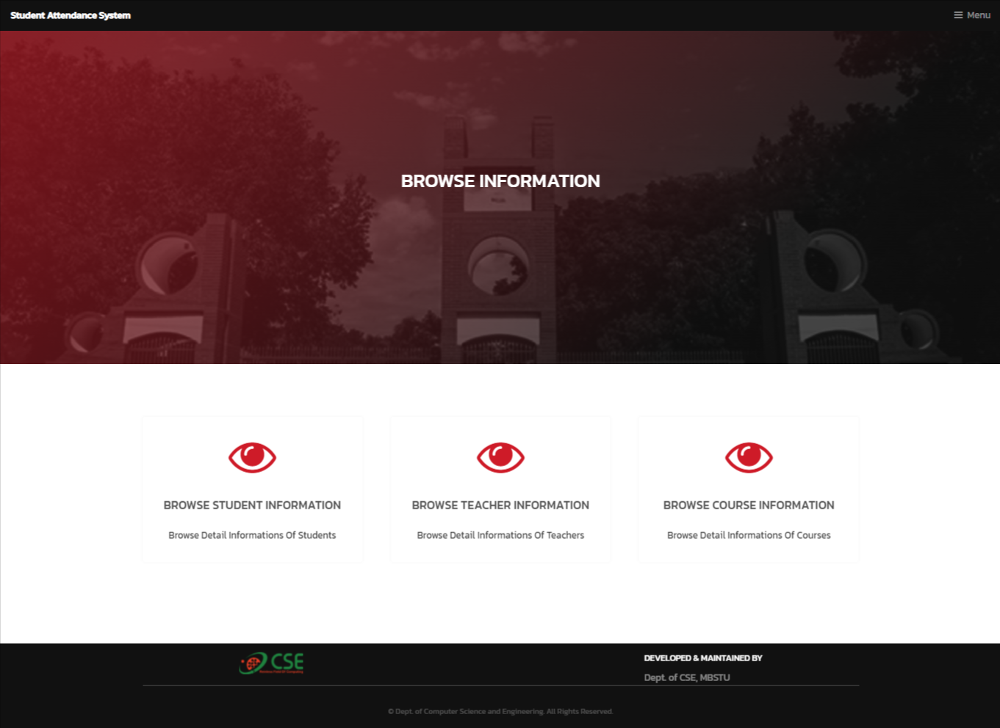 Student Attendance System
Menu
BROWSE INFORMATION
BROWSE STUDENT INFORMATION
Browse Detail Informations Of Students
BROWSE TEACHER INFORMATION
Browse Detail Informations Of Teachers
BROWSE COURSE INFORMATION
Browse Detail Informations Of Courses
CSE
DEVELOPED & MAINTAINED BY
Dept. of CSE, MBSTU
© Dept. of Computer Science and Engineering. All Rights Reserved.